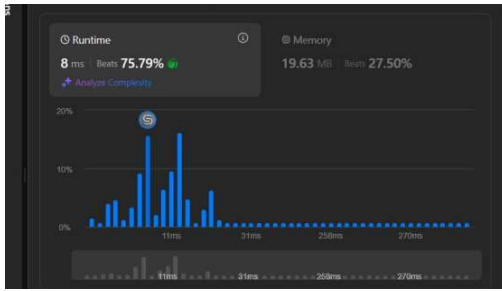 Runtime
8 ms | Beats 75.79%
Analyze Complexity
Memory
19.63 MB | Beats 27.50%
20%
10%
0%
11ms 31ms 258ms 270ms
11ms 31ms 258ms 270ms